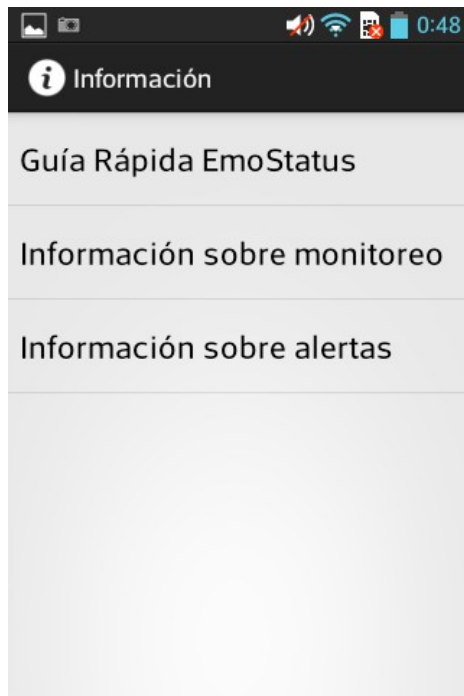 0:48
Información
Guía Rápida EmoStatus
Información sobre monitoreo
Información sobre alertas